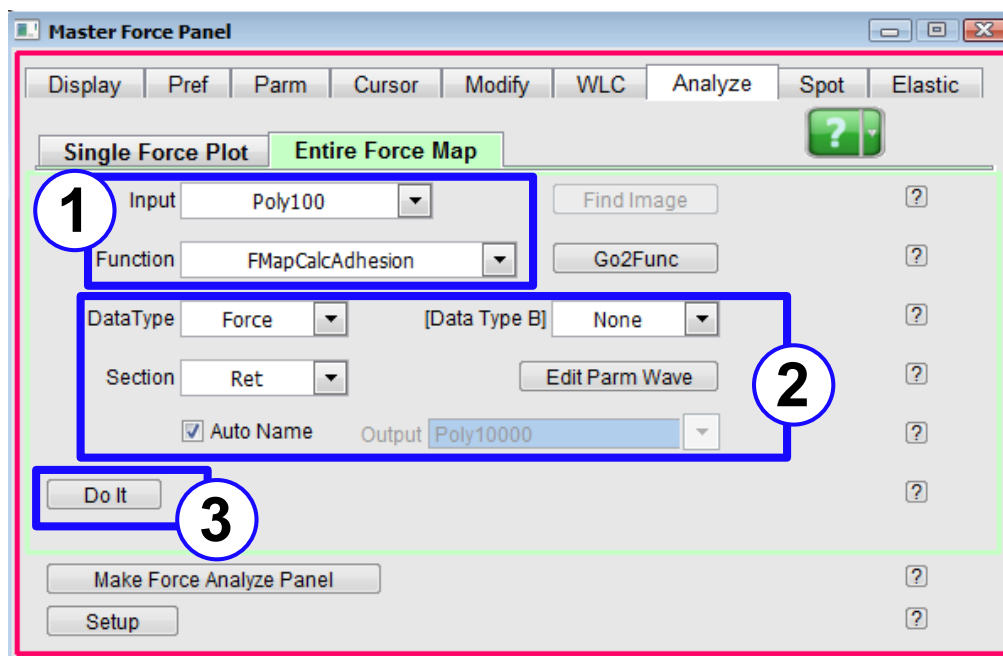 Master Force Panel
Display Pref Parm Cursor Modify WLC Analyze Spot Elastic
?
Single Force Plot Entire Force Map
1
Input Poly100 Find Image ?
Function FMapCalcAdhesion Go2Func ?
DataType Force [Data Type B] None ?
Section Ret Edit Parm Wave ?
2
Auto Name Output Poly10000 ?
Do It ?
3
Make Force Analyze Panel ?
Setup ?